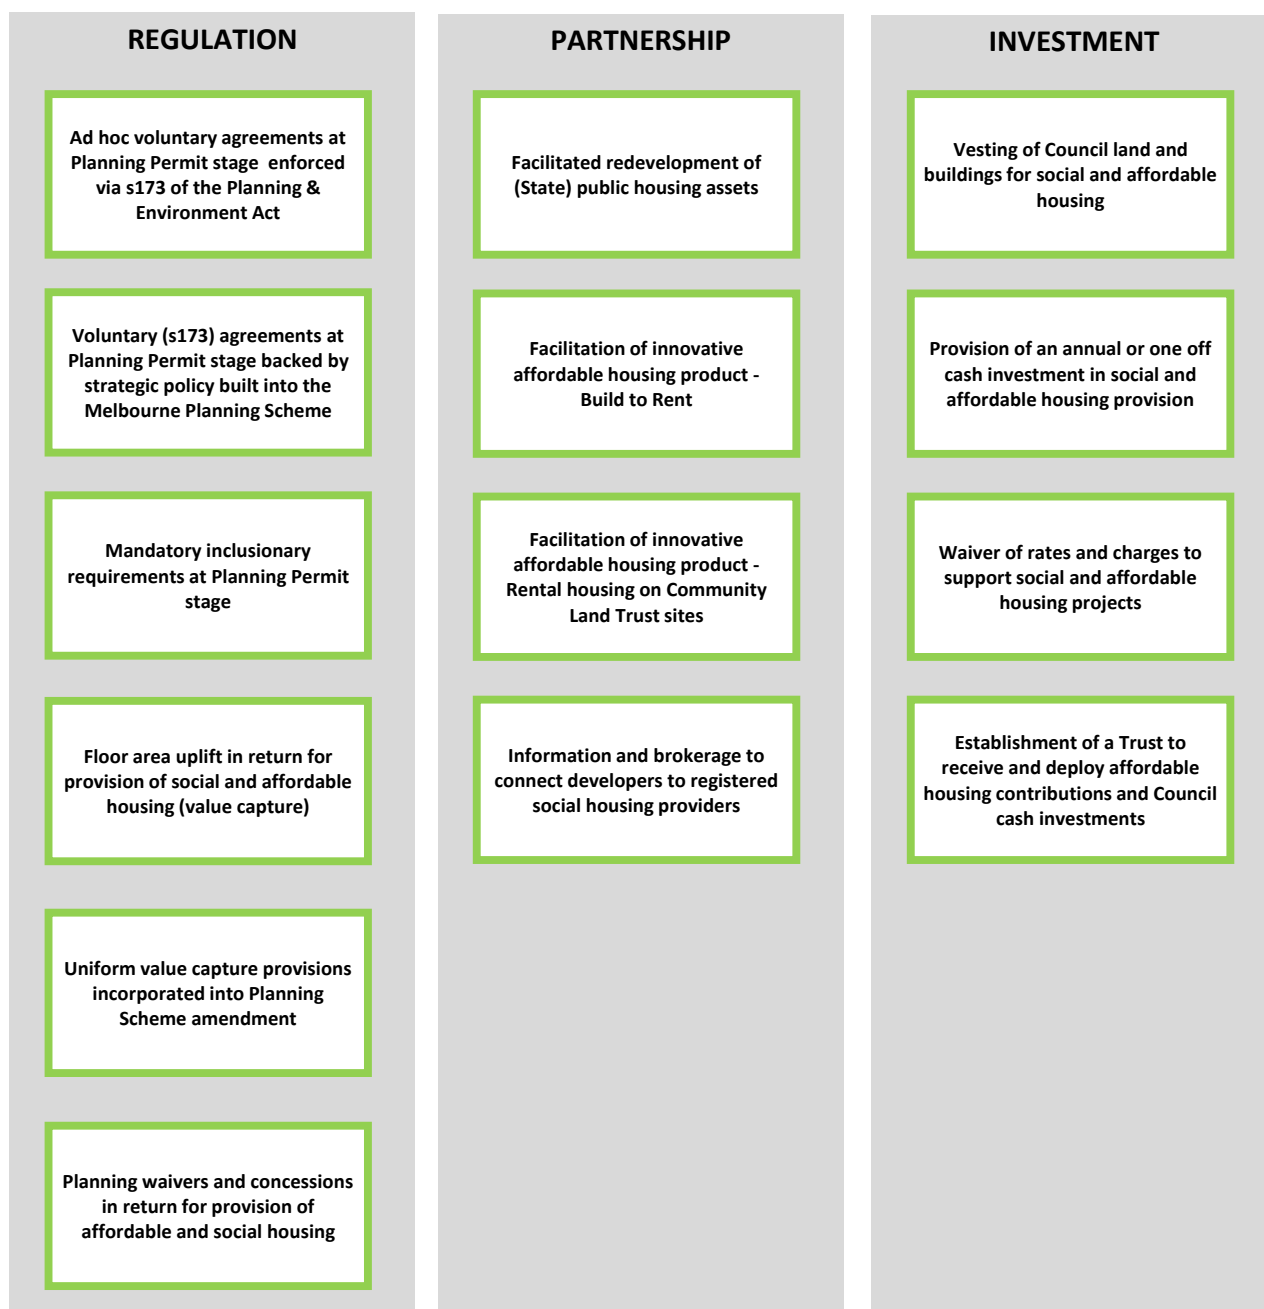 REGULATION
Ad hoc voluntary agreements at
Planning Permit stage enforced
via s173 of the Planning &
Environment Act
Voluntary (s173) agreements at
Planning Permit stage backed by
strategic policy built into the
Melbourne Planning Scheme
Mandatory inclusionary
requirements at Planning Permit
stage
Floor area uplift in return for
provision of social and affordable
housing (value capture)
Uniform value capture provisions
incorporated into Planning
Scheme amendment
Planning waivers and concessions
in return for provision of
affordable and social housing
PARTNERSHIP
Facilitated redevelopment of
(State) public housing assets
Facilitation of innovative
affordable housing product -
Build to Rent
Facilitation of innovative
affordable housing product -
Rental housing on Community
Land Trust sites
Information and brokerage to
connect developers to registered
social housing providers
INVESTMENT
Vesting of Council land and
buildings for social and affordable
housing
Provision of an annual or one off
cash investment in social and
affordable housing provision
Waiver of rates and charges to
support social and affordable
housing projects
Establishment of a Trust to
receive and deploy affordable
housing contributions and Council
cash investments